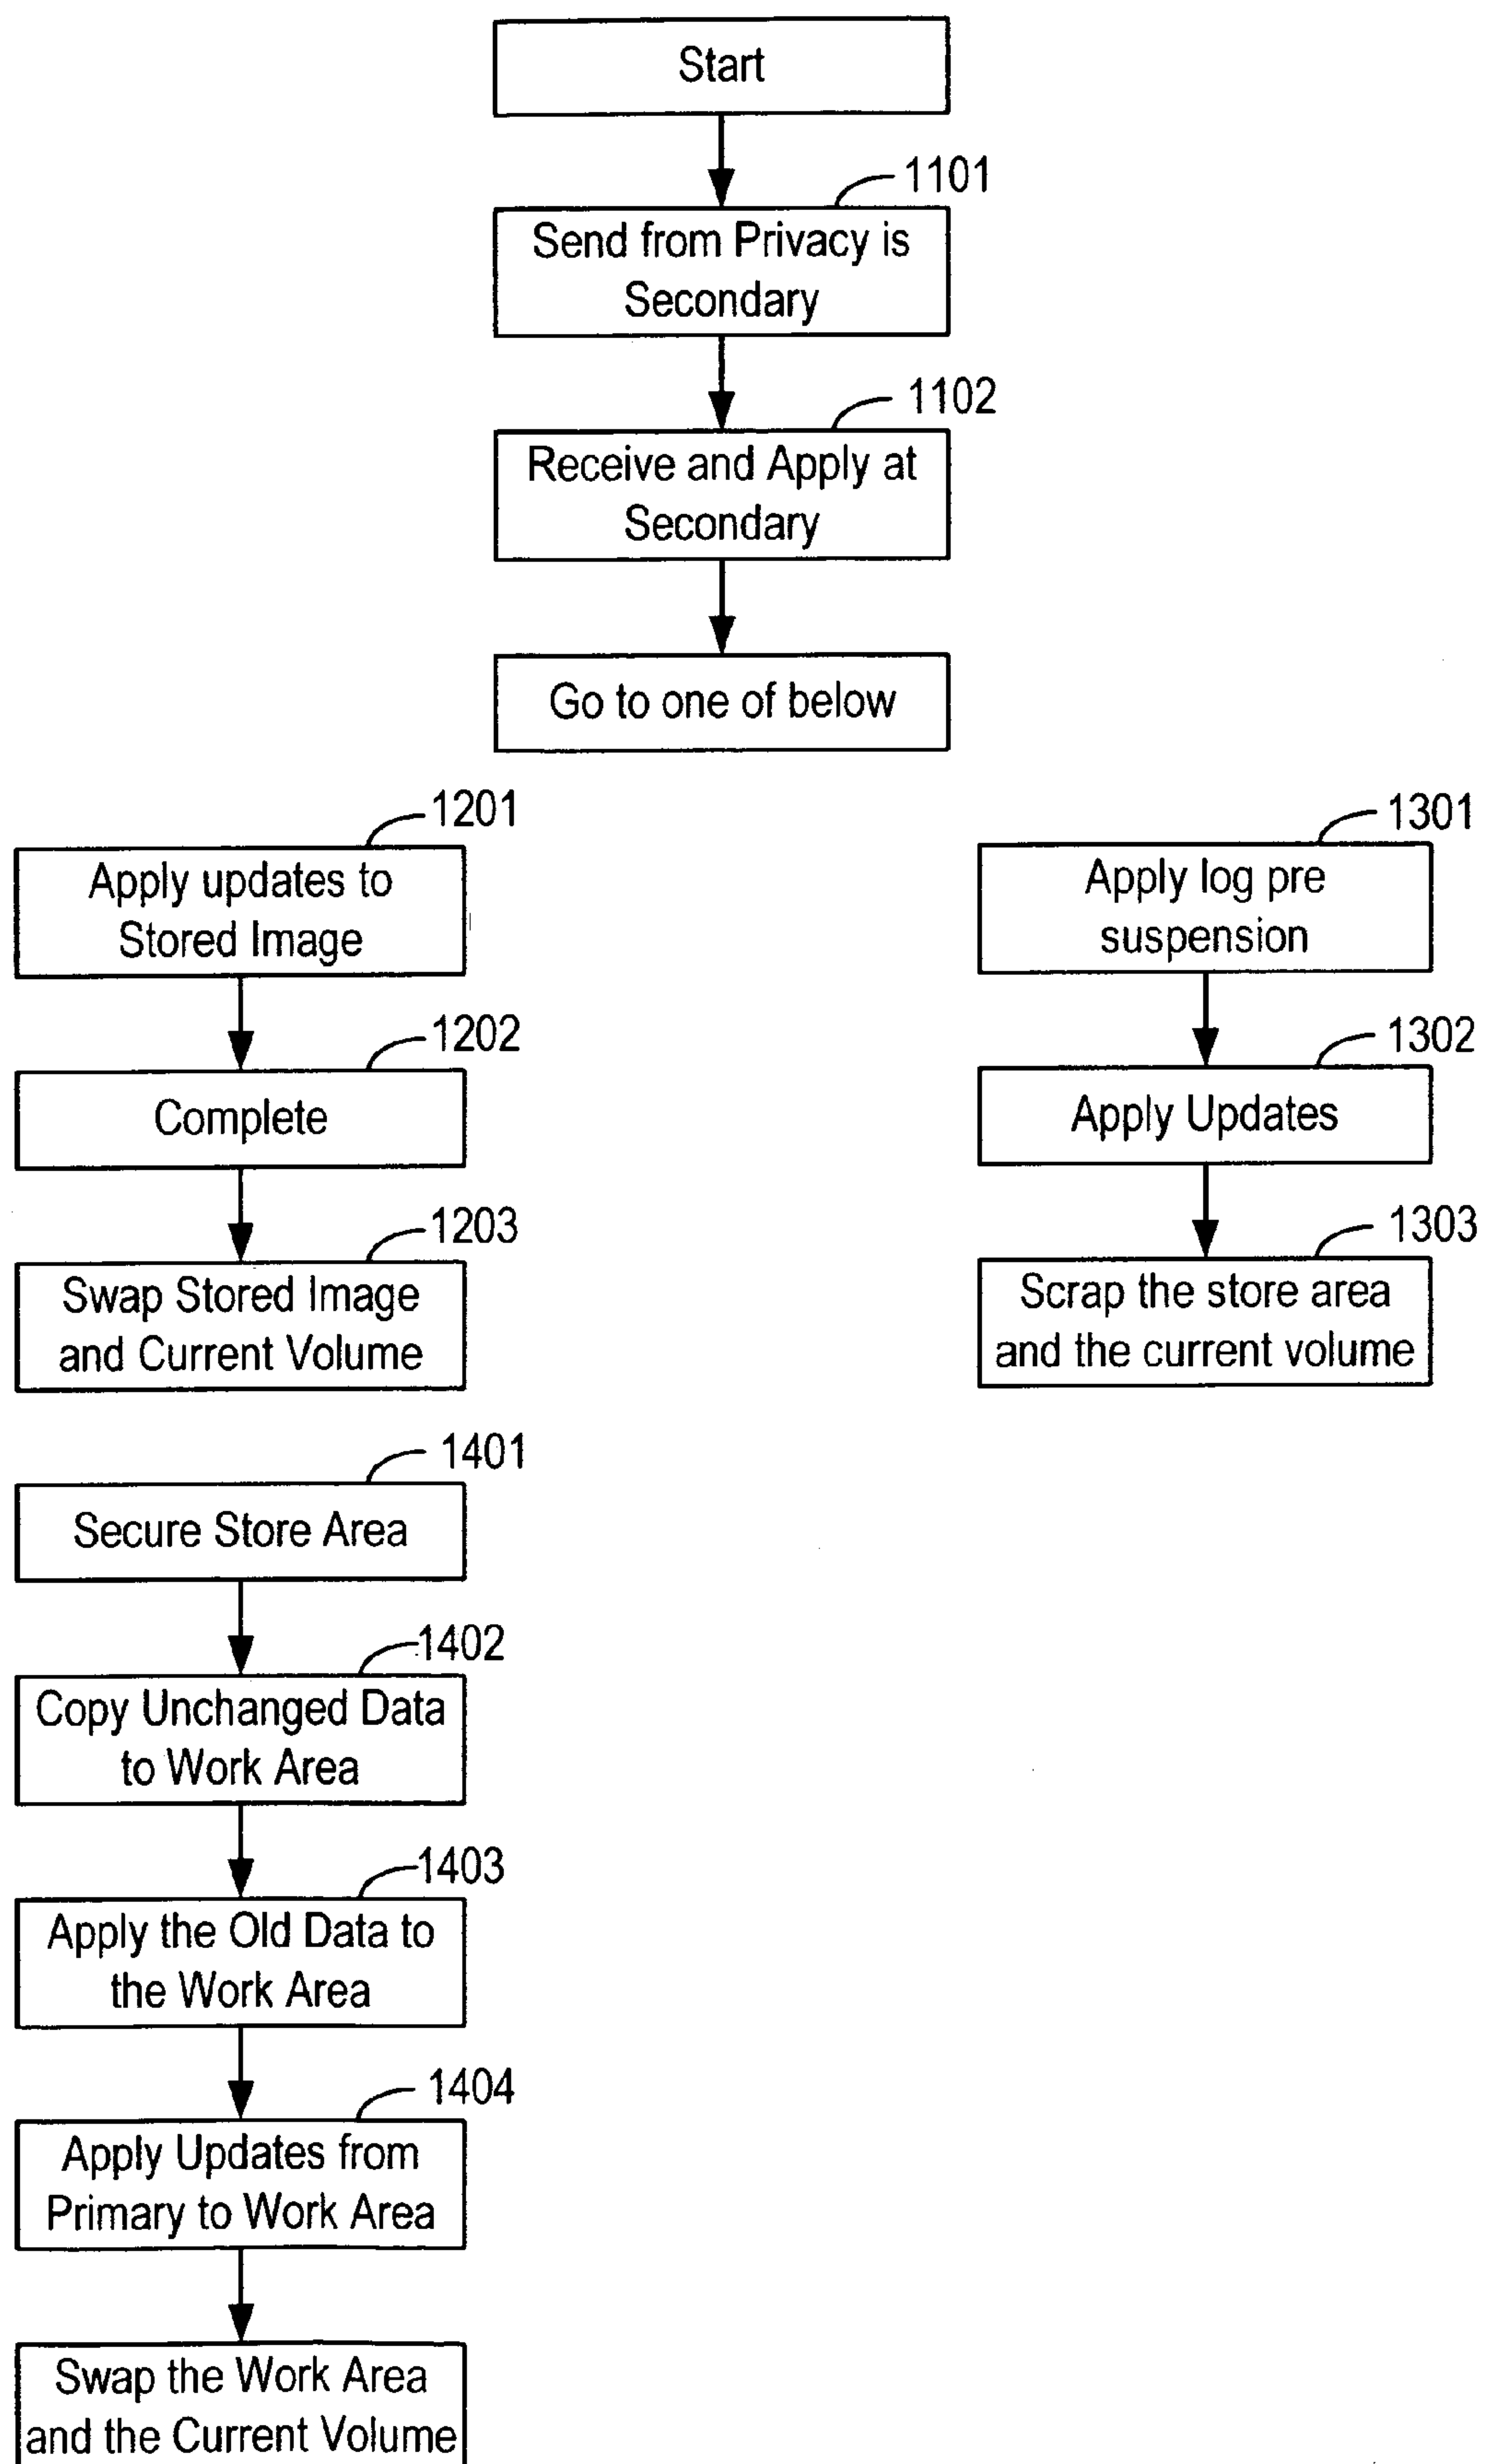 Start
1101
Send from Privacy is
Secondary
1102
Receive and Apply at
Secondary
Go to one of below
1201
Apply updates to
Stored Image
1202
Complete
1203
Swap Stored Image
and Current Volume
1301
Apply log pre
suspension
1302
Apply Updates
1303
Scrap the store area
and the current volume
1401
Secure Store Area
1402
Copy Unchanged Data
to Work Area
1403
Apply the Old Data to
the Work Area
1404
Apply Updates from
Primary to Work Area
Swap the Work Area
and the Current Volume